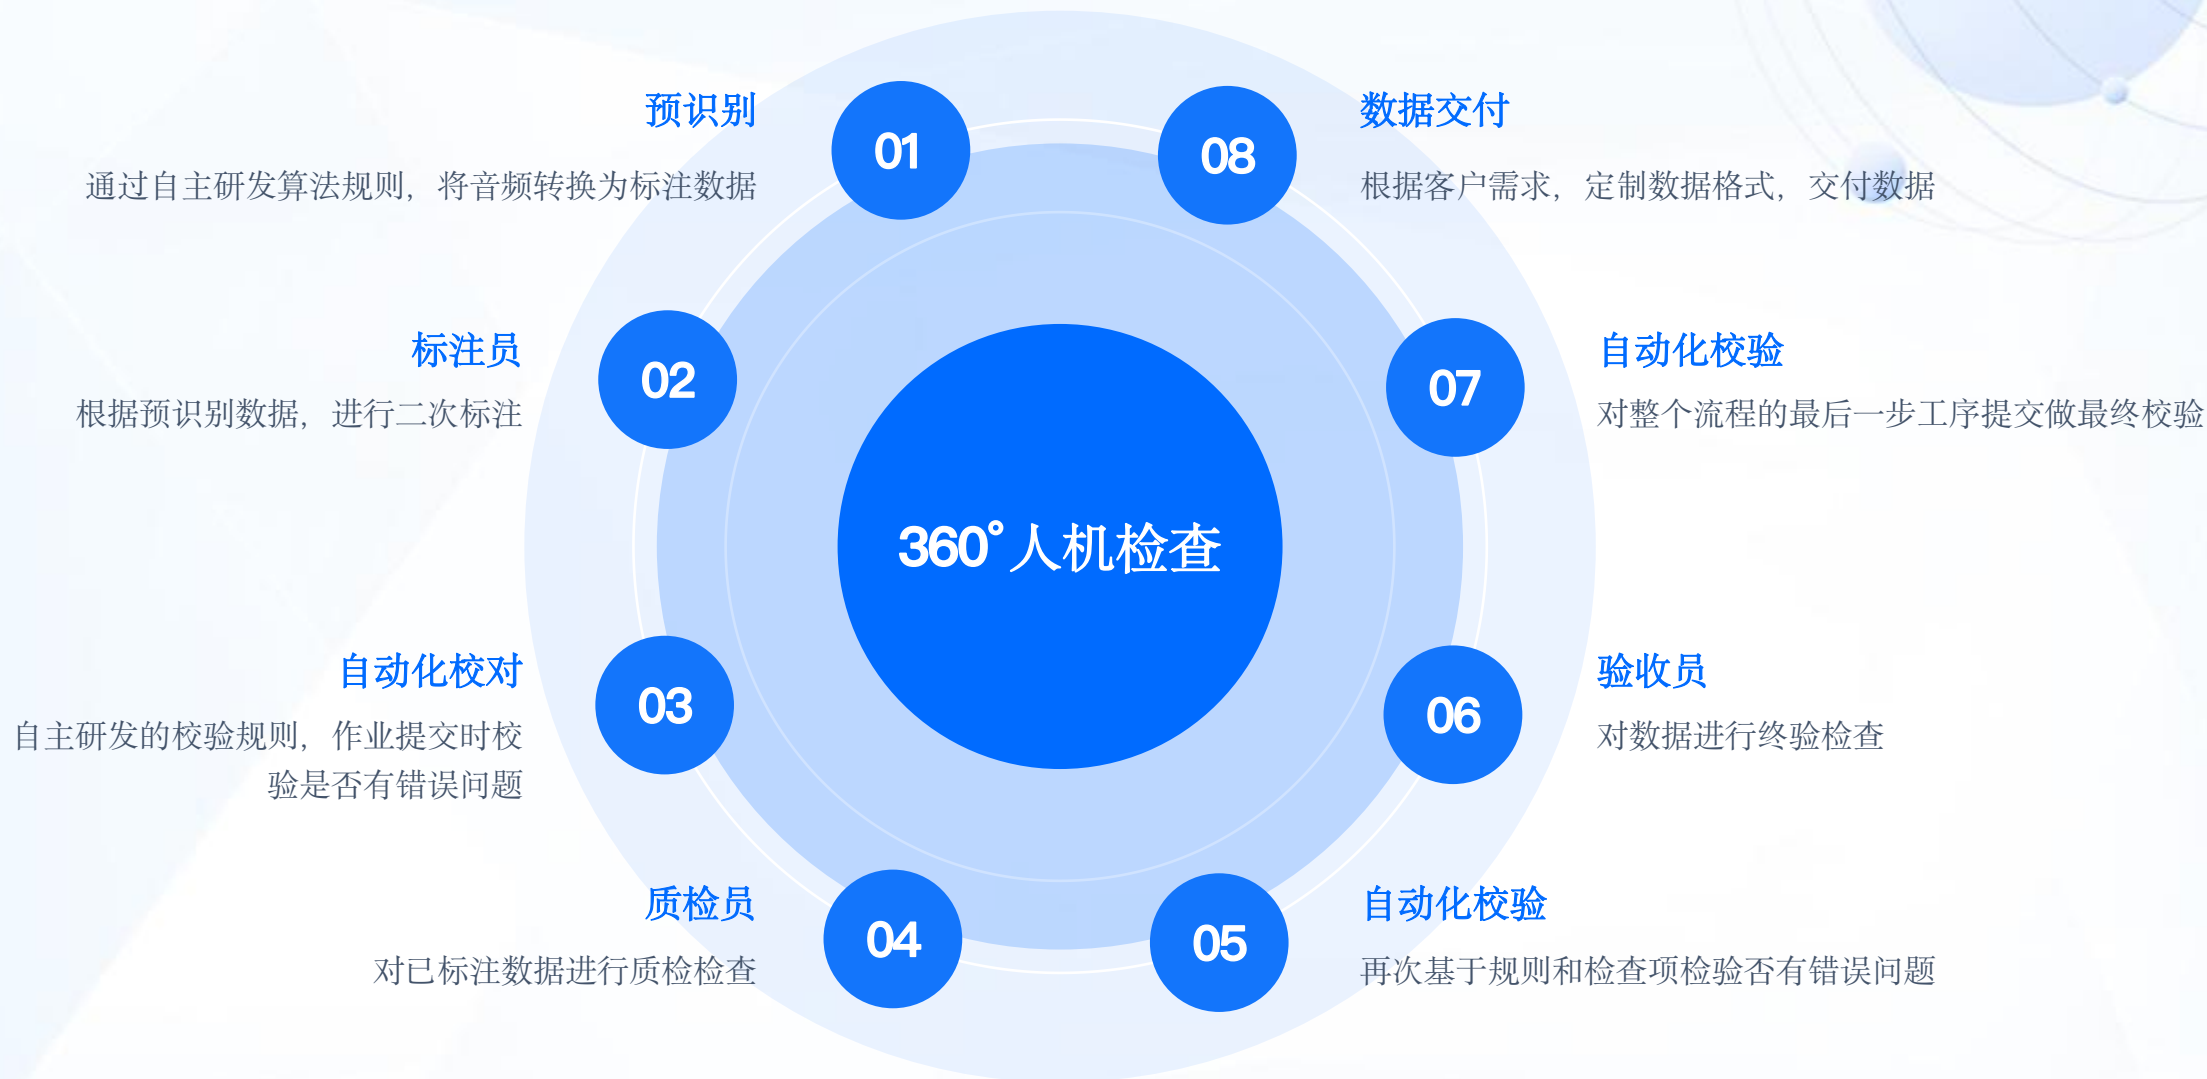 360°人机检查
01
预识别
通过自主研发算法规则，将音频转换为标注数据
02
标注员
根据预识别数据，进行二次标注
03
自动化校对
自主研发的校验规则，作业提交时校
验是否有错误问题
04
质检员
对已标注数据进行质检检查
05
自动化校验
再次基于规则和检查项检验否有错误问题
06
验收员
对数据进行终验检查
07
自动化校验
对整个流程的最后一步工序提交做最终校验
08
数据交付
根据客户需求，定制数据格式，交付数据